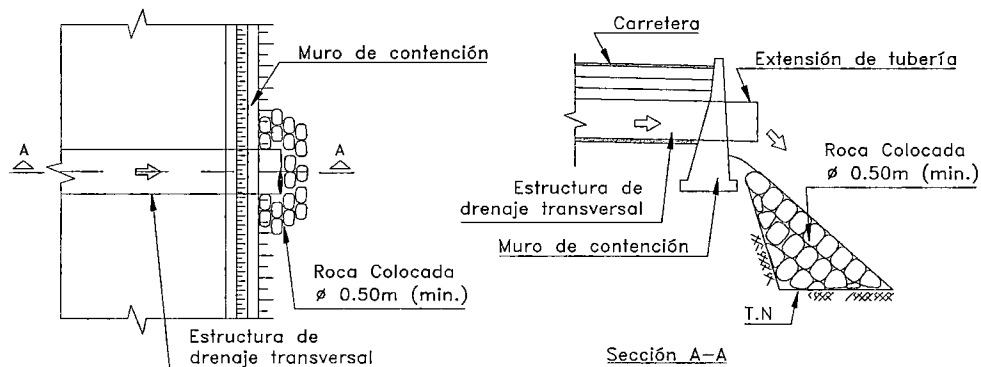 Muro de contención
A
A
Roca Colocada
ø 0.50m (min.)
Estructura de
drenaje transversal
Carretera
Extensión de tubería
Roca Colocada
ø 0.50m (min.)
Estructura de
drenaje transversal
Muro de contención
T.N
Sección A-A